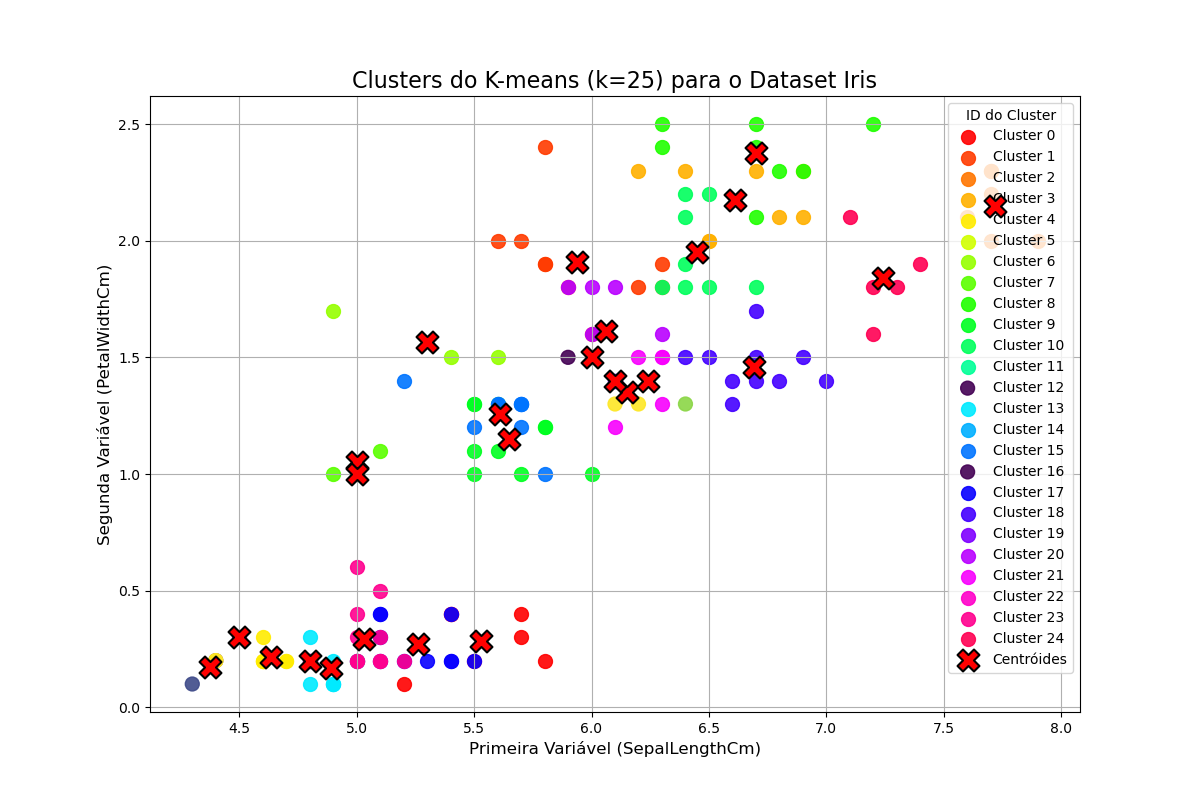 Clusters do K-means (k=25) para o Dataset Iris
Segunda Variável (PetalWidthCm)
2.5
2.0
1.5
1.0
0.5
0.0
4.5 5.0 5.5 6.0 6.5 7.0 7.5 8.0
Primeira Variável (SepalLengthCm)
ID do Cluster
Cluster 0
Cluster 1
Cluster 2
Cluster 3
Cluster 4
Cluster 5
Cluster 6
Cluster 7
Cluster 8
Cluster 9
Cluster 10
Cluster 11
Cluster 12
Cluster 13
Cluster 14
Cluster 15
Cluster 16
Cluster 17
Cluster 18
Cluster 19
Cluster 20
Cluster 21
Cluster 22
Cluster 23
Cluster 24
Centróides